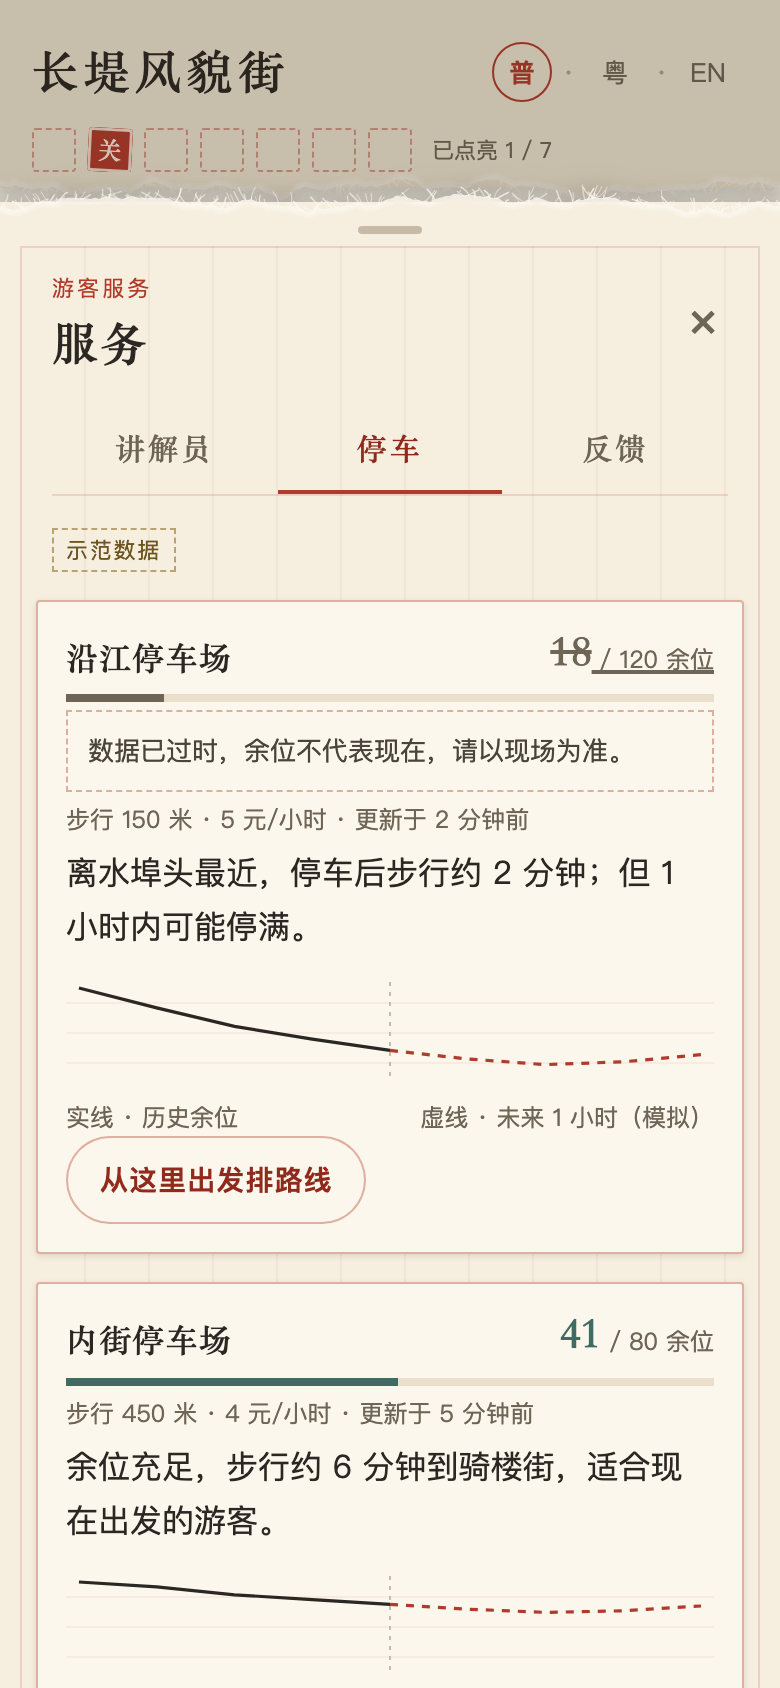 长堤风貌街
普 · 粤 · EN
关
已点亮 1 / 7
游客服务
服务
×
讲解员
停车
反馈
示范数据
沿江停车场
18 / 120 余位
数据已过时，余位不代表现在，请以现场为准。
步行 150 米 · 5 元/小时 · 更新于 2 分钟前
离水埠头最近，停车后步行约 2 分钟；但 1
小时内可能停满。
实线 · 历史余位
虚线 · 未来 1 小时（模拟）
从这里出发排路线
内街停车场
41 / 80 余位
步行 450 米 · 4 元/小时 · 更新于 5 分钟前
余位充足，步行约 6 分钟到骑楼街，适合现
在出发的游客。